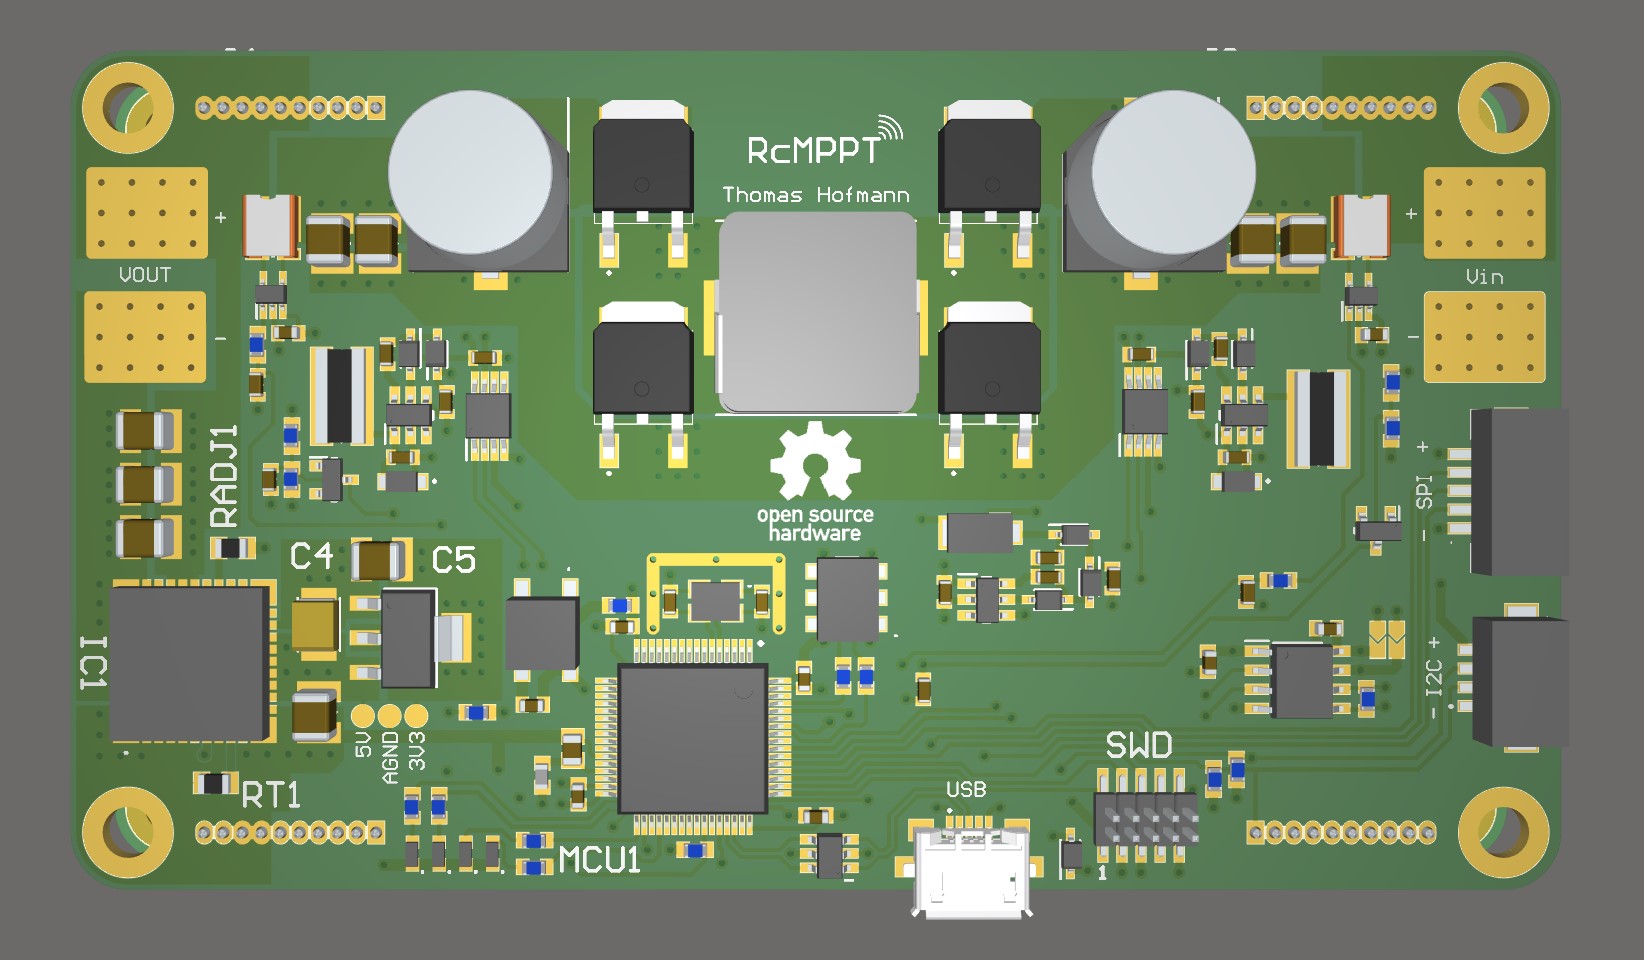 RcMPPT
Thomas Hofmann
+
VOUT
-
+
Vin
-
RADJ1
C4
C5
open source
hardware
+
SPI
-
IC1
+
I2C
-
5V
AGND
3V3
SWD
RT1
USB
MCU1
1